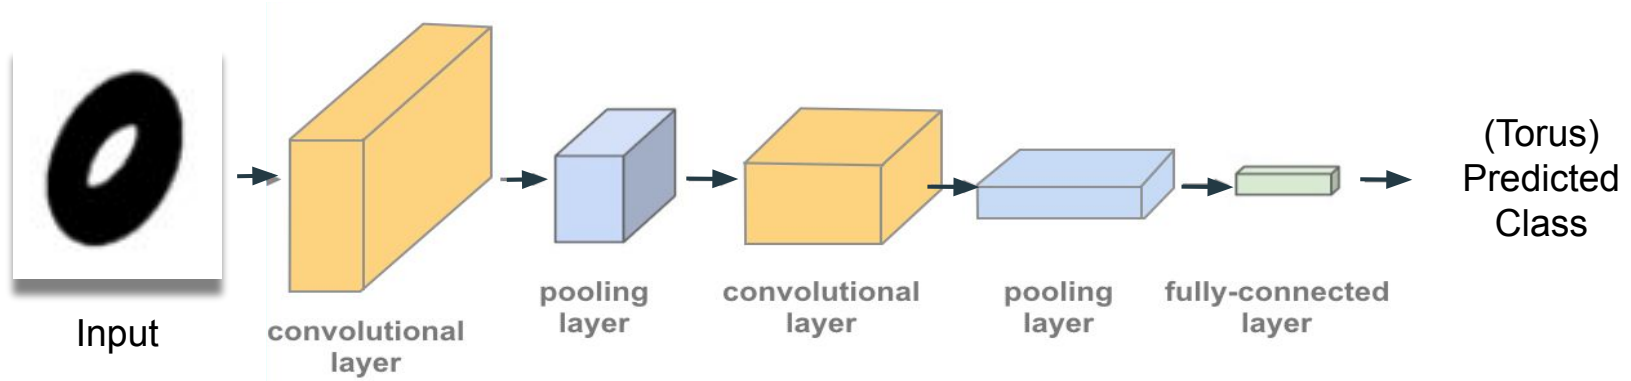 Input
convolutional
layer
pooling
layer
convolutional
layer
pooling
layer
fully-connected
layer
(Torus)
Predicted
Class